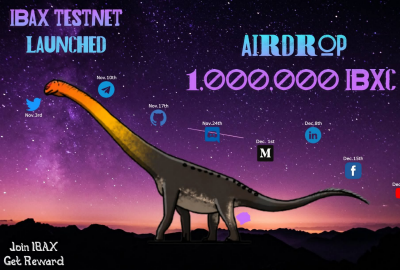 IBAX TESTNET
LAUNCHED
AIRDROP
1.000.000 IBXC
Nov.10th
Nov.3rd
Nov.17th
Nov.24th
Dec. 1st
M
Dec.8th
in
Dec.15th
f
Join IBAX
Get Reward